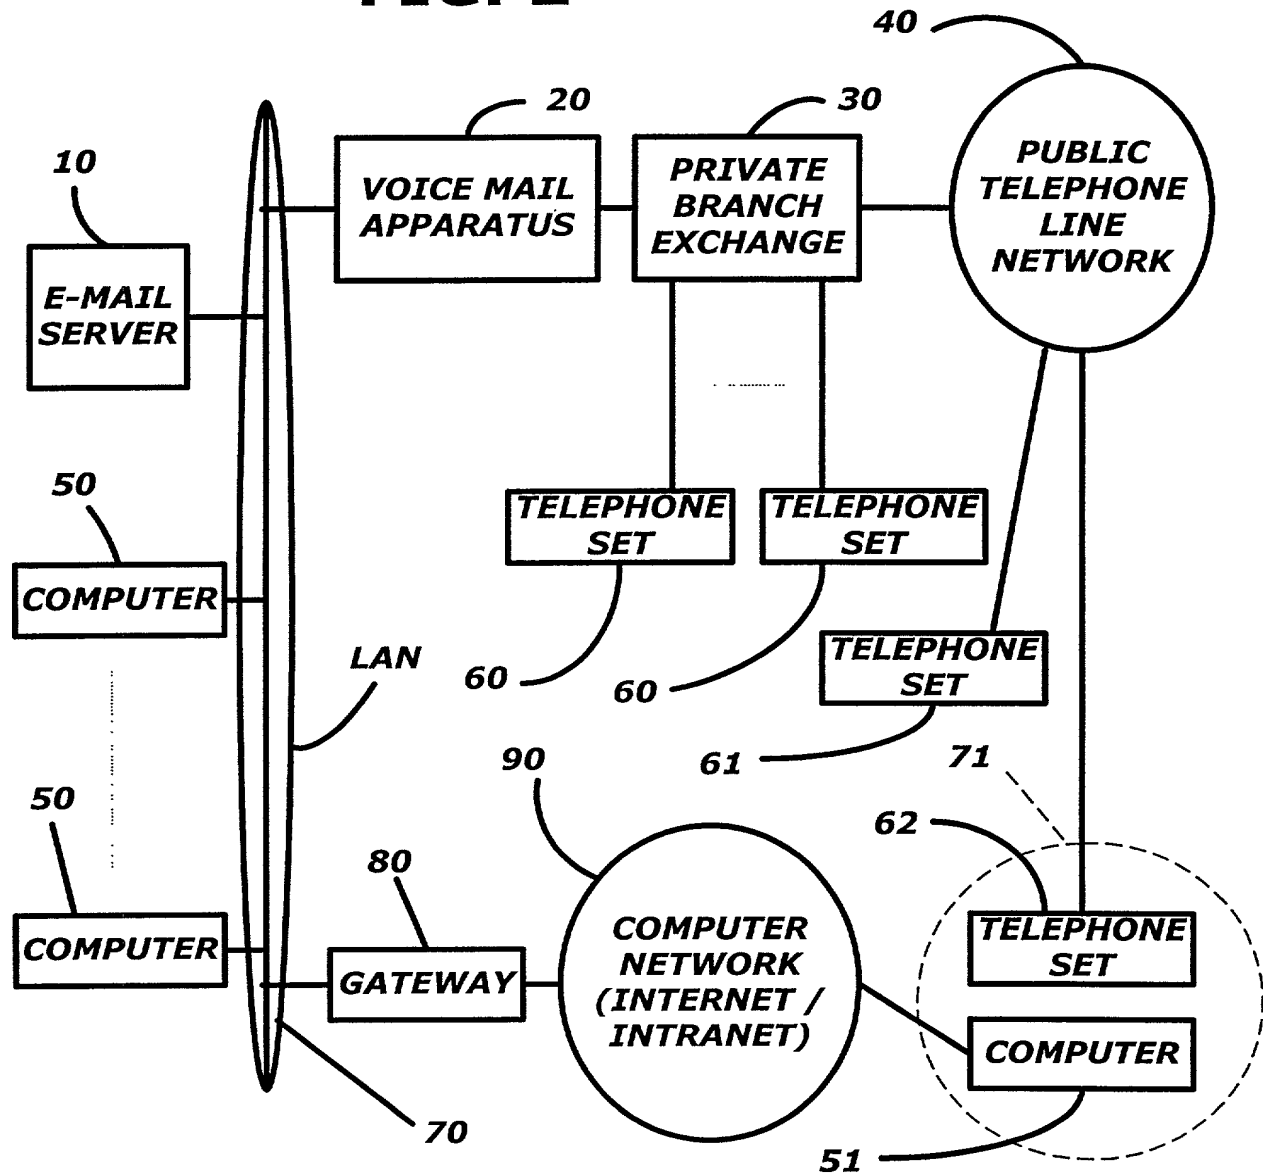 40
20
30
10
VOICE MAIL
APPARATUS
PRIVATE
BRANCH
EXCHANGE
PUBLIC
TELEPHONE
LINE
NETWORK
E-MAIL
SERVER
50
COMPUTER
TELEPHONE
SET
TELEPHONE
SET
LAN
60
60
TELEPHONE
SET
61
71
90
50
62
80
COMPUTER
GATEWAY
COMPUTER
NETWORK
(INTERNET /
INTRANET)
TELEPHONE
SET
COMPUTER
70
51